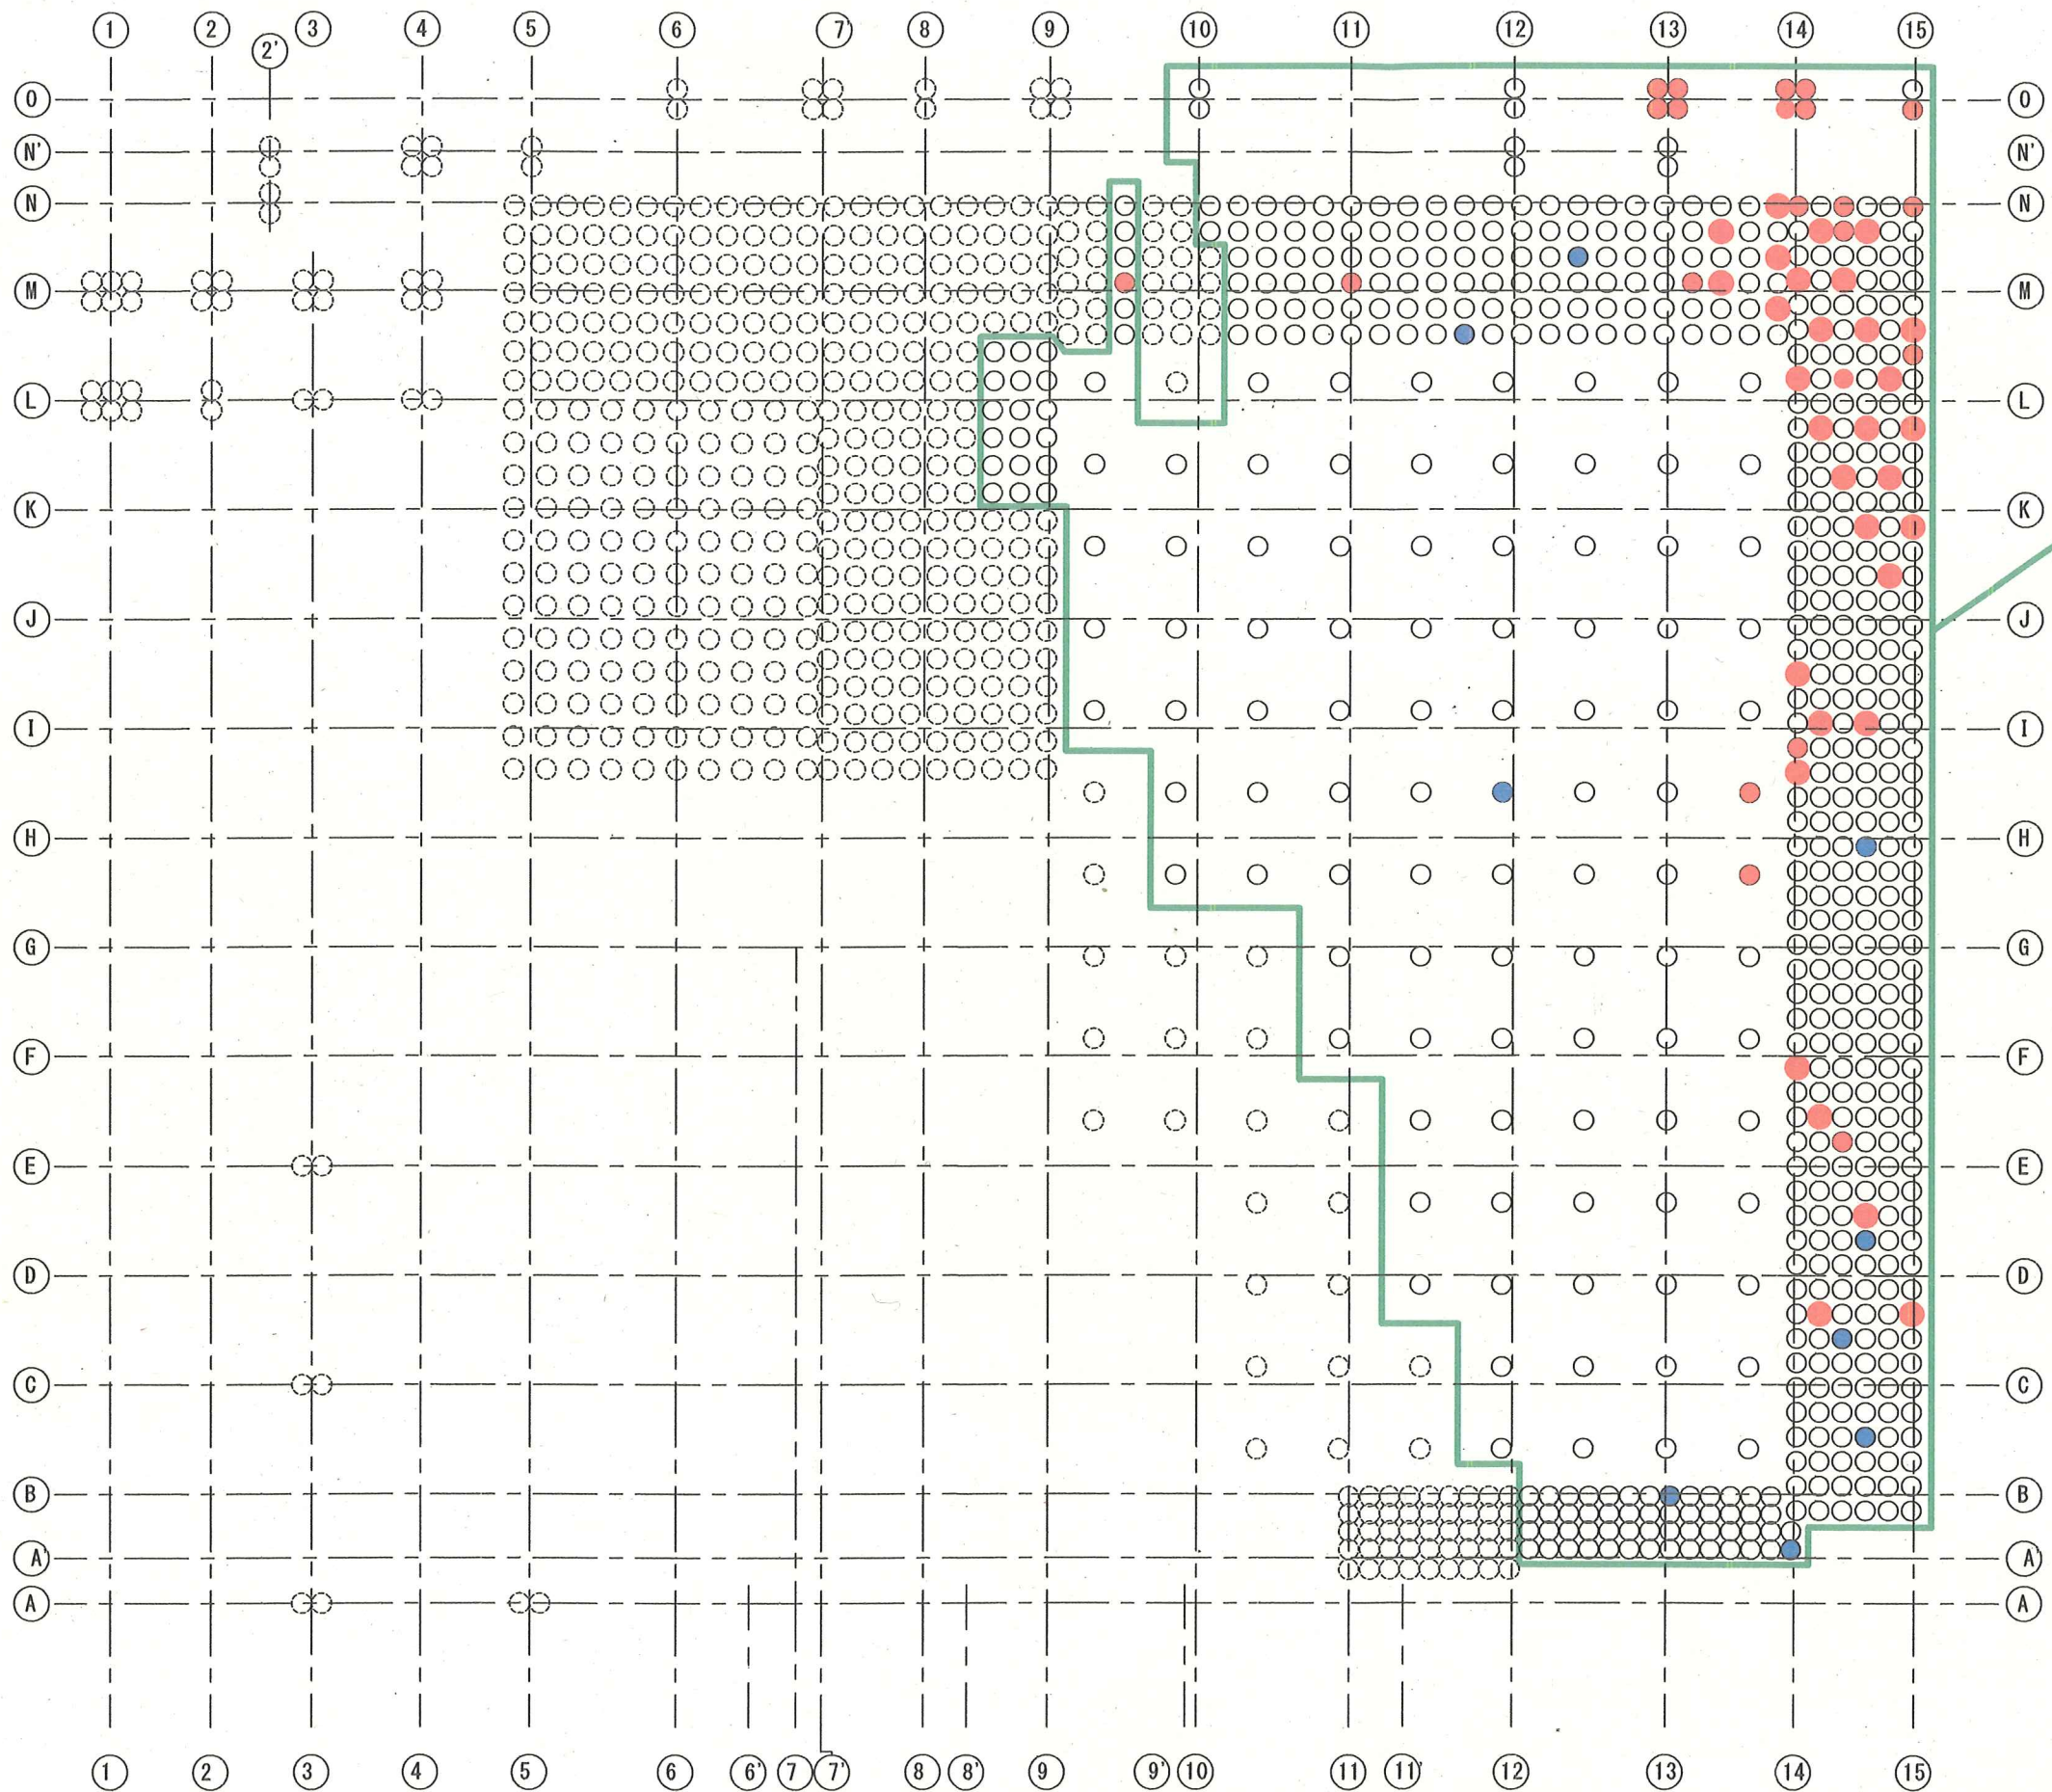 1 2 2' 3 4 5 6 7' 8 9 10 11 12 13 14 15
O O
N' N'
N N
M M
L L
K K
J J
I I
H H
G G
F F
E E
D D
C C
B B
A' A'
A A
1 2 3 4 5 6 6' 7 7' 8 8' 9 9' 10 11 11' 12 13 14 15